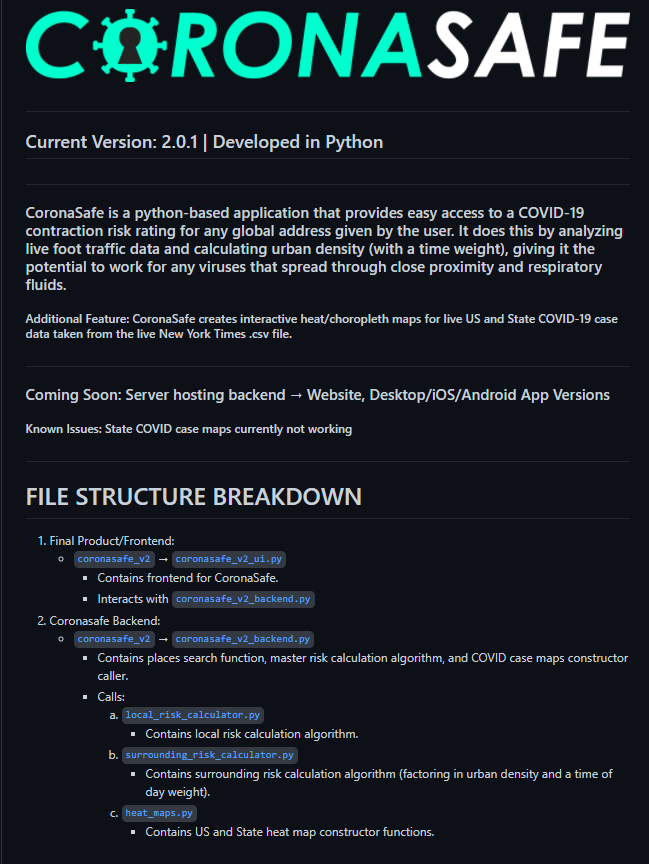 CORONASAFE
Current Version: 2.0.1 | Developed in Python
CoronaSafe is a python-based application that provides easy access to a COVID-19
contraction risk rating for any global address given by the user. It does this by analyzing
live foot traffic data and calculating urban density (with a time weight), giving it the
potential to work for any viruses that spread through close proximity and respiratory
fluids.
Additional Feature: CoronaSafe creates interactive heat/choropleth maps for live US and State COVID-19 case
data taken from the live New York Times .csv file.
Coming Soon: Server hosting backend → Website, Desktop/iOS/Android App Versions
Known Issues: State COVID case maps currently not working
FILE STRUCTURE BREAKDOWN
1. Final Product/Frontend:
coronasafe_v2 → coronasafe_v2_ui.py
Contains frontend for CoronaSafe.
Interacts with coronasafe_v2_backend.py
2. Coronasafe Backend:
coronasafe_v2 → coronasafe_v2_backend.py
Contains places search function, master risk calculation algorithm, and COVID case maps constructor
caller.
Calls:
a. local_risk_calculator.py
Contains local risk calculation algorithm.
b. surrounding_risk_calculator.py
Contains surrounding risk calculation algorithm (factoring in urban density and a time of
day weight).
c. heat_maps.py
Contains US and State heat map constructor functions.